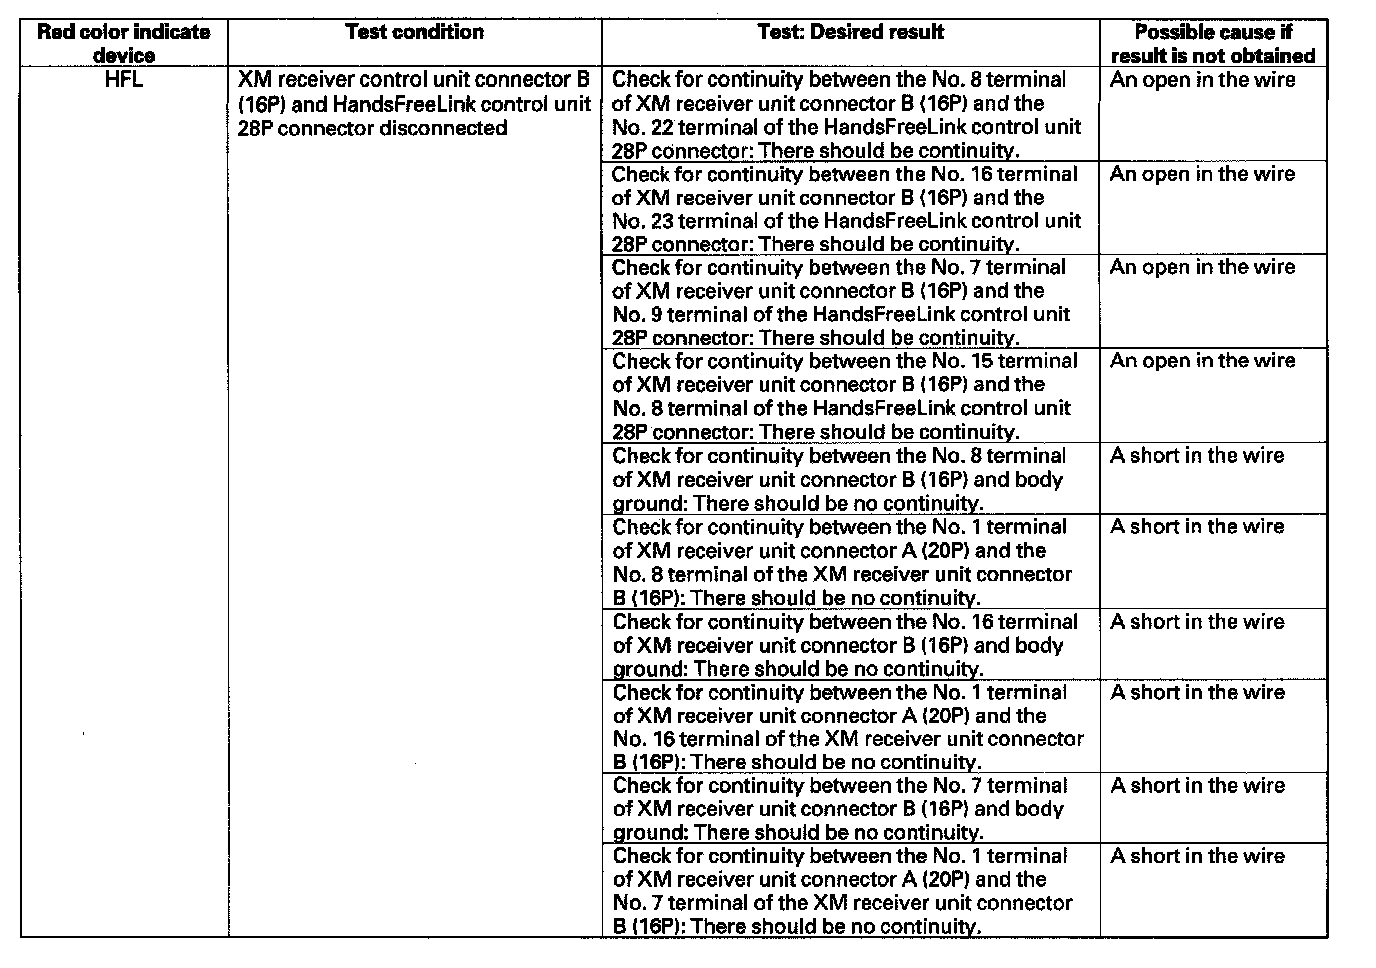 Red color indicate
device
Test condition
Test: Desired result
Possible cause if
result is not obtained
HFL
XM receiver control unit connector B
(16P) and HandsFreeLink control unit
28P connector disconnected
Check for continuity between the No. 8 terminal
of XM receiver unit connector B (16P) and the
No. 22 terminal of the HandsFreeLink control unit
28P connector: There should be continuity.
An open in the wire
Check for continuity between the No. 16 terminal
of XM receiver unit connector B (16P) and the
No. 23 terminal of the HandsFreeLink control unit
28P connector: There should be continuity.
An open in the wire
Check for continuity between the No. 7 terminal
of XM receiver unit connector B (16P) and the
No. 9 terminal of the HandsFreeLink control unit
28P connector: There should be continuity.
An open in the wire
Check for continuity between the No. 15 terminal
of XM receiver unit connector B (16P) and the
No. 8 terminal of the HandsFreeLink control unit
28P connector: There should be continuity.
An open in the wire
Check for continuity between the No. 8 terminal
of XM receiver unit connector B (16P) and body
ground: There should be no continuity.
A short in the wire
Check for continuity between the No. 1 terminal
of XM receiver unit connector A (20P) and the
No. 8 terminal of the XM receiver unit connector
B (16P): There should be no continuity.
A short in the wire
Check for continuity between the No. 16 terminal
of XM receiver unit connector B (16P) and body
ground: There should be no continuity.
A short in the wire
Check for continuity between the No. 1 terminal
of XM receiver unit connector A (20P) and the
No. 16 terminal of the XM receiver unit connector
B (16P): There should be no continuity.
A short in the wire
Check for continuity between the No. 7 terminal
of XM receiver unit connector B (16P) and body
ground: There should be no continuity.
A short in the wire
Check for continuity between the No. 1 terminal
of XM receiver unit connector A (20P) and the
No. 7 terminal of the XM receiver unit connector
B (16P): There should be no continuity.
A short in the wire